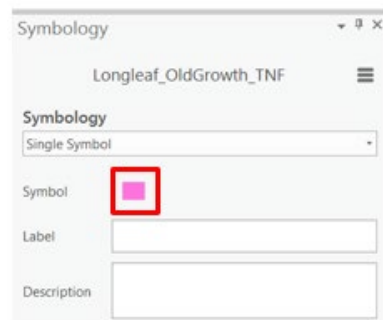 Symbology
Longleaf_OldGrowth_TNF
Symbology
Single Symbol
Symbol
Label
Description